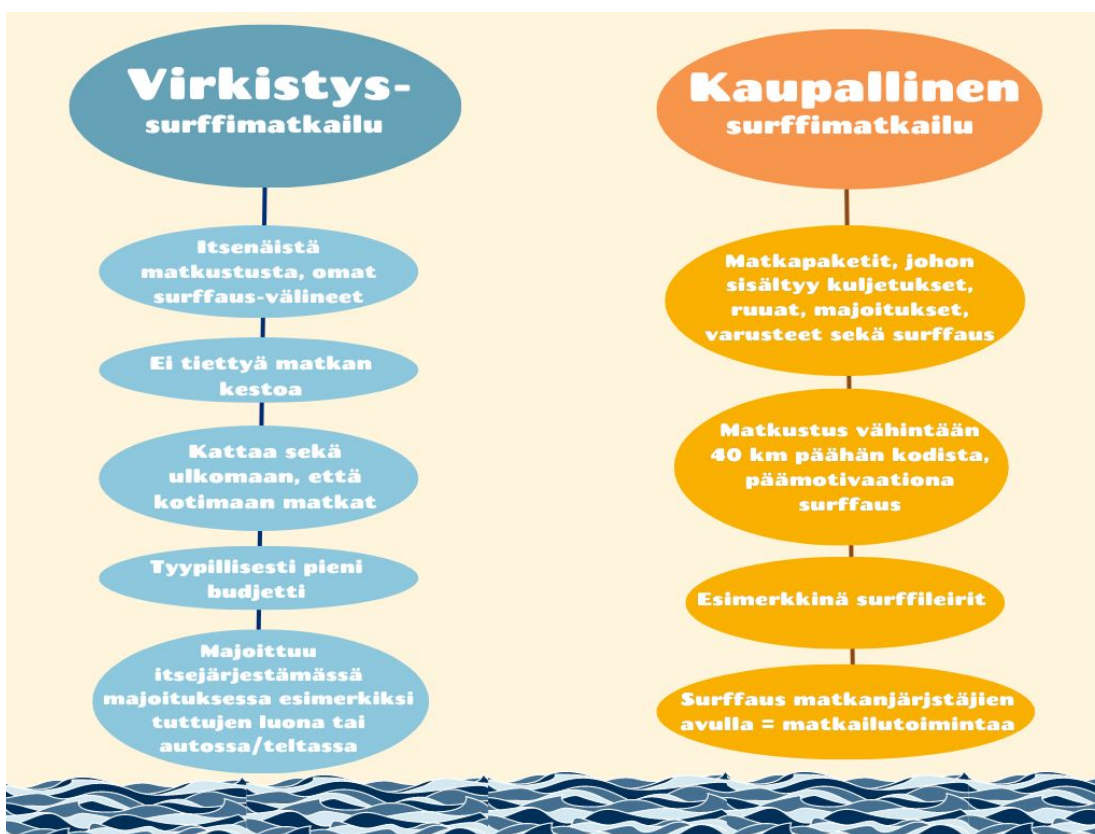 Virkistys-
surffimatkailu
Itsenäistä
matkustusta, omat
surffaus-välineet
Ei tiettyä matkan
kestoa
Kattaa sekä
ulkomaan, että
kotimaan matkat
Tyypillisesti pieni
budjetti
Majoittuu
itsejärjestämässä
majoituksessa esimerkiksi
tuttujen luona tai
autossa/teltassa
Kaupallinen
surffimatkailu
Matkapaketit, johon
sisältyy kuljetukset,
ruuat, majoitukset,
varusteet sekä surffaus
Matkustus vähintään
40 km päähän kodista,
päämotivaationa
surffaus
Esimerkkinä surffileirit
Surffaus matkanjärjstäjien
avulla = matkailutoimintaa